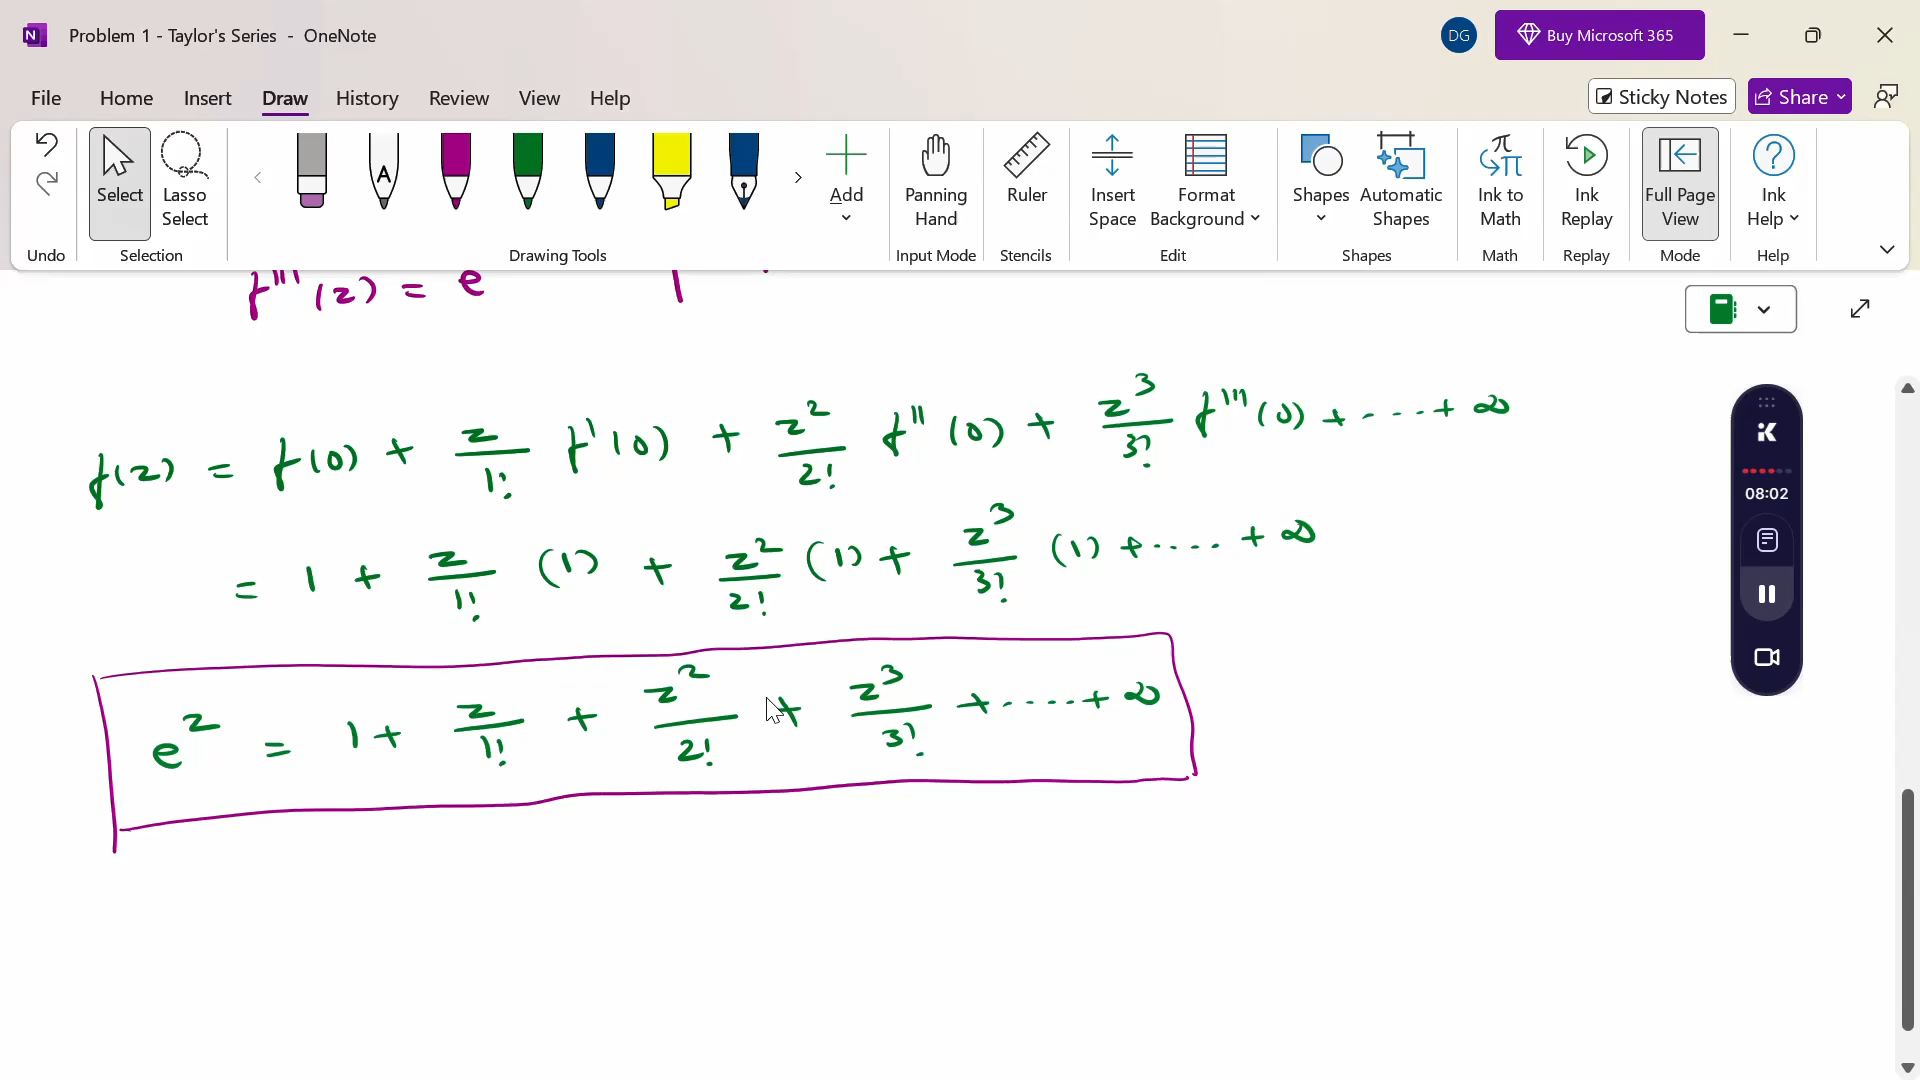 Problem 1 - Taylor's Series - OneNote
DG
Buy Microsoft 365
File Home Insert Draw History Review View Help
Sticky Notes
Share
Select
Lasso Select
A
Add
Panning Hand
Ruler
Insert Space
Format Background
Shapes
Automatic Shapes
Ink to Math
Ink Replay
Full Page View
Ink Help
Undo Selection Drawing Tools Input Mode Stencils Edit Shapes Math Replay Mode Help
f'''(z) = e
f(z) = f(0) + z/1! f'(0) + z²/2! f''(0) + z³/3! f'''(0) + ---- + ∞
= 1 + z/1! (1) + z²/2! (1) + z³/3! (1) + ..... + ∞
e^z = 1 + z/1! + z²/2! + z³/3! + ..... + ∞
08:02